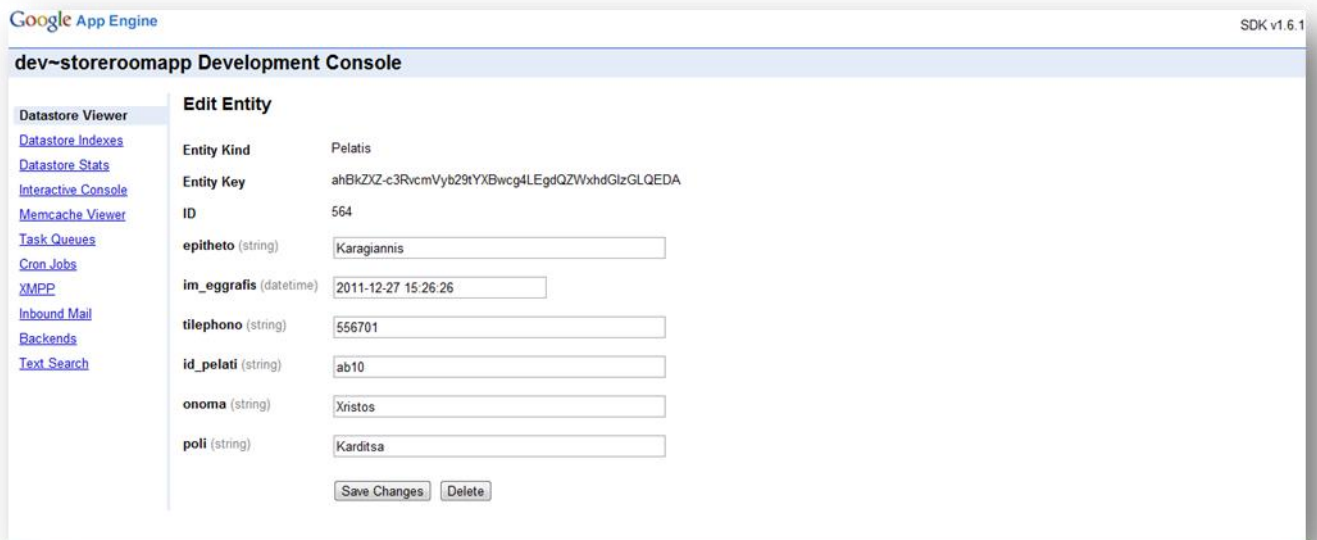 Google App Engine
SDK v1.6.1
dev~storeroomapp Development Console
Datastore Viewer
Datastore Indexes
Datastore Stats
Interactive Console
Memcache Viewer
Task Queues
Cron Jobs
XMPP
Inbound Mail
Backends
Text Search
Edit Entity
Entity Kind Pelatis
Entity Key ahBkZXZ-c3RvcmVyb29tYXBwcg4LEgdQZWxhdGlzGLQEDA
ID 564
epitheto (string) Karagiannis
im_eggrafis (datetime) 2011-12-27 15:26:26
tilephono (string) 556701
id_pelati (string) ab10
onoma (string) Xristos
poli (string) Karditsa
Save Changes Delete